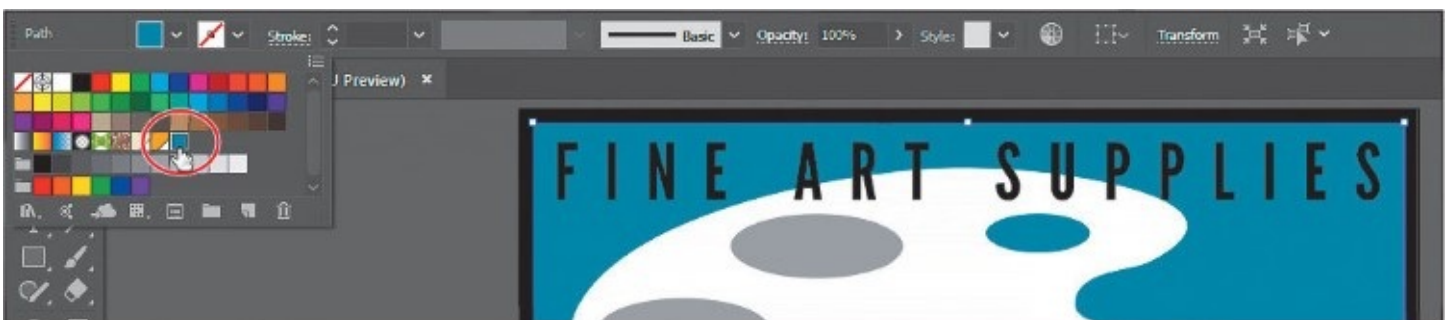 Path Stroke: Basic Opacity: 100% Style: Transform
Preview) ×
FINE ART SUPPLIES